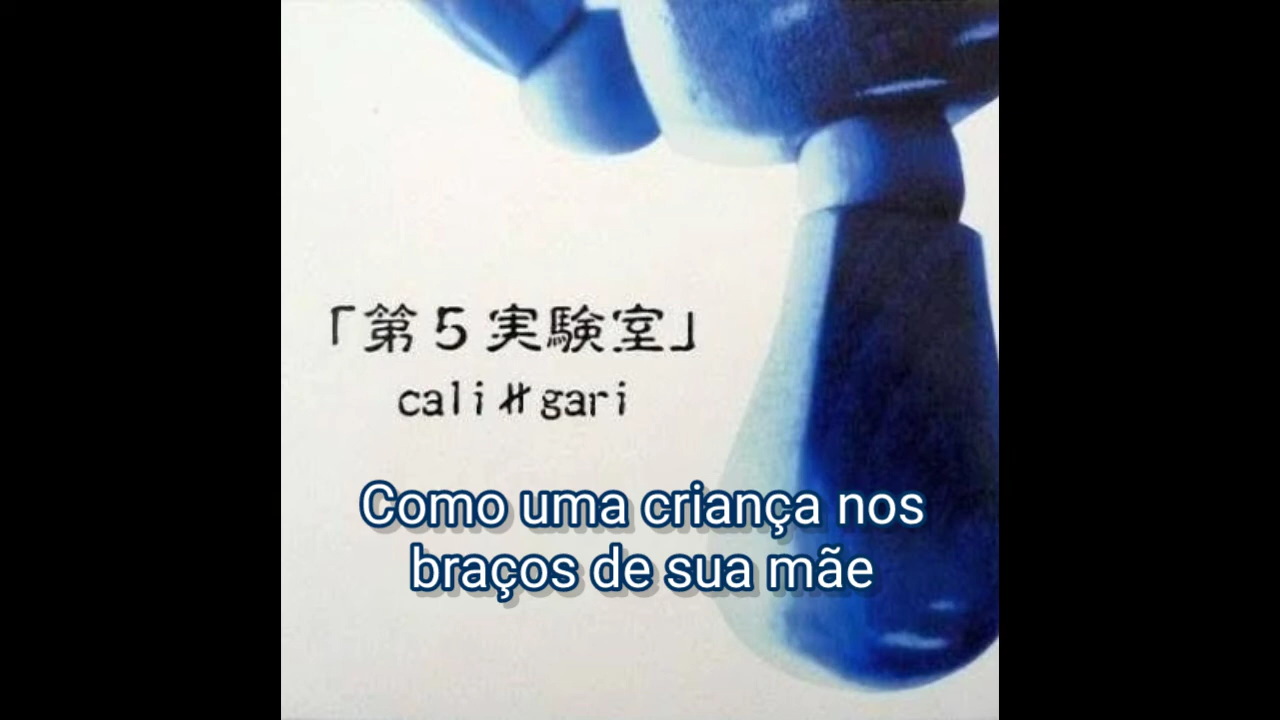 「第5実験室」
cali≠gari
Como uma criança nos
braços de sua mãe